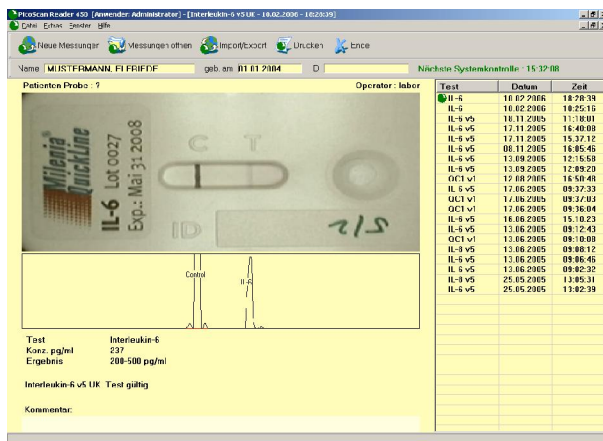 PicoScan Reader 450 [Anwender: Administrator] - [Interleukin-6 v5 UK - 10.02.2006 - 18:28:39]
Datei Extras Fenster Hilfe
Neue Messungen Messungen öffnen Import/Export Drucken Ende
Name MUSTERMANN, ELFRIEDE geb. am 01.01.2004 ID Nächste Systemkontrolle : 15:32:08
Patienten Probe : ? Operator : labor
Milenia
QuickLine
IL-6 Lot 0027
Exp.: Mai 31 2008
C T
ID
5/2
Control
IL-6
Test Interleukin-6
Konz. pg/ml 237
Ergebnis 200-500 pg/ml
Interleukin-6 v5 UK Test gültig
Kommentar:
Test Datum Zeit
IL-6 10.02.2006 18:28:39
IL-6 10.02.2006 18:25:16
IL-6 v5 18.11.2005 11:18:01
IL-6 v5 17.11.2005 16:40:08
IL-6 v5 17.11.2005 15:37:12
IL-6 v5 08.11.2005 16:05:46
IL-6 v5 13.09.2005 12:15:58
IL-6 v5 13.09.2005 12:09:20
QC1 v1 12.08.2005 16:50:48
IL-6 v5 17.06.2005 09:37:33
QC1 v1 17.06.2005 09:37:03
QC1 v1 17.06.2005 09:36:04
IL-6 v5 16.06.2005 15:10:23
IL-6 v5 13.06.2005 09:12:43
QC1 v1 13.06.2005 09:10:08
IL-8 v5 13.06.2005 09:08:12
IL-8 v5 13.06.2005 09:06:46
IL-6 v5 13.06.2005 09:02:32
IL-8 v5 25.05.2005 13:05:31
IL-6 v5 25.05.2005 13:02:39